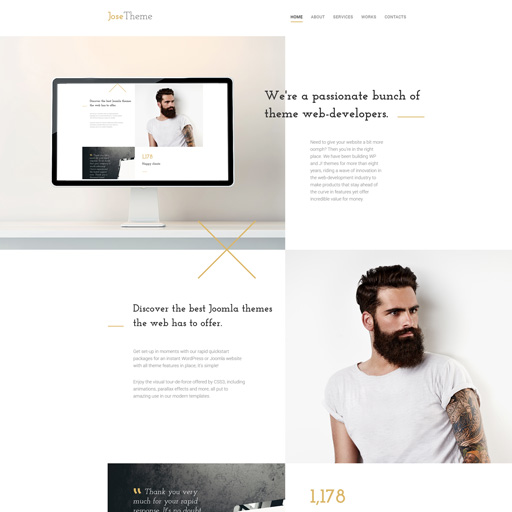 JoseTheme
HOME ABOUT SERVICES WORKS CONTACTS
We're a passionate bunch of
theme web-developers.
Need to give your website a bit more
oomph? Then you're in the right
place. We have been building WP
and J! themes for more than eight
years, riding a wave of innovation in
the web-development industry to
make products that stay ahead of
the curve in features yet offer
incredible value for money.
Discover the best Joomla themes
the web has to offer.
1,178
Happy clients
Discover the best Joomla themes
the web has to offer.
Get set-up in moments with our rapid quickstart
packages for an instant WordPress or Joomla website
with all theme features in place, it's simple!
Enjoy the visual tour de force offered by CSS3, including
animations, parallax effects and more, all put to
amazing use in our modern templates.
" Thank you very
much for your rapid
response. It's no doubt
1,178